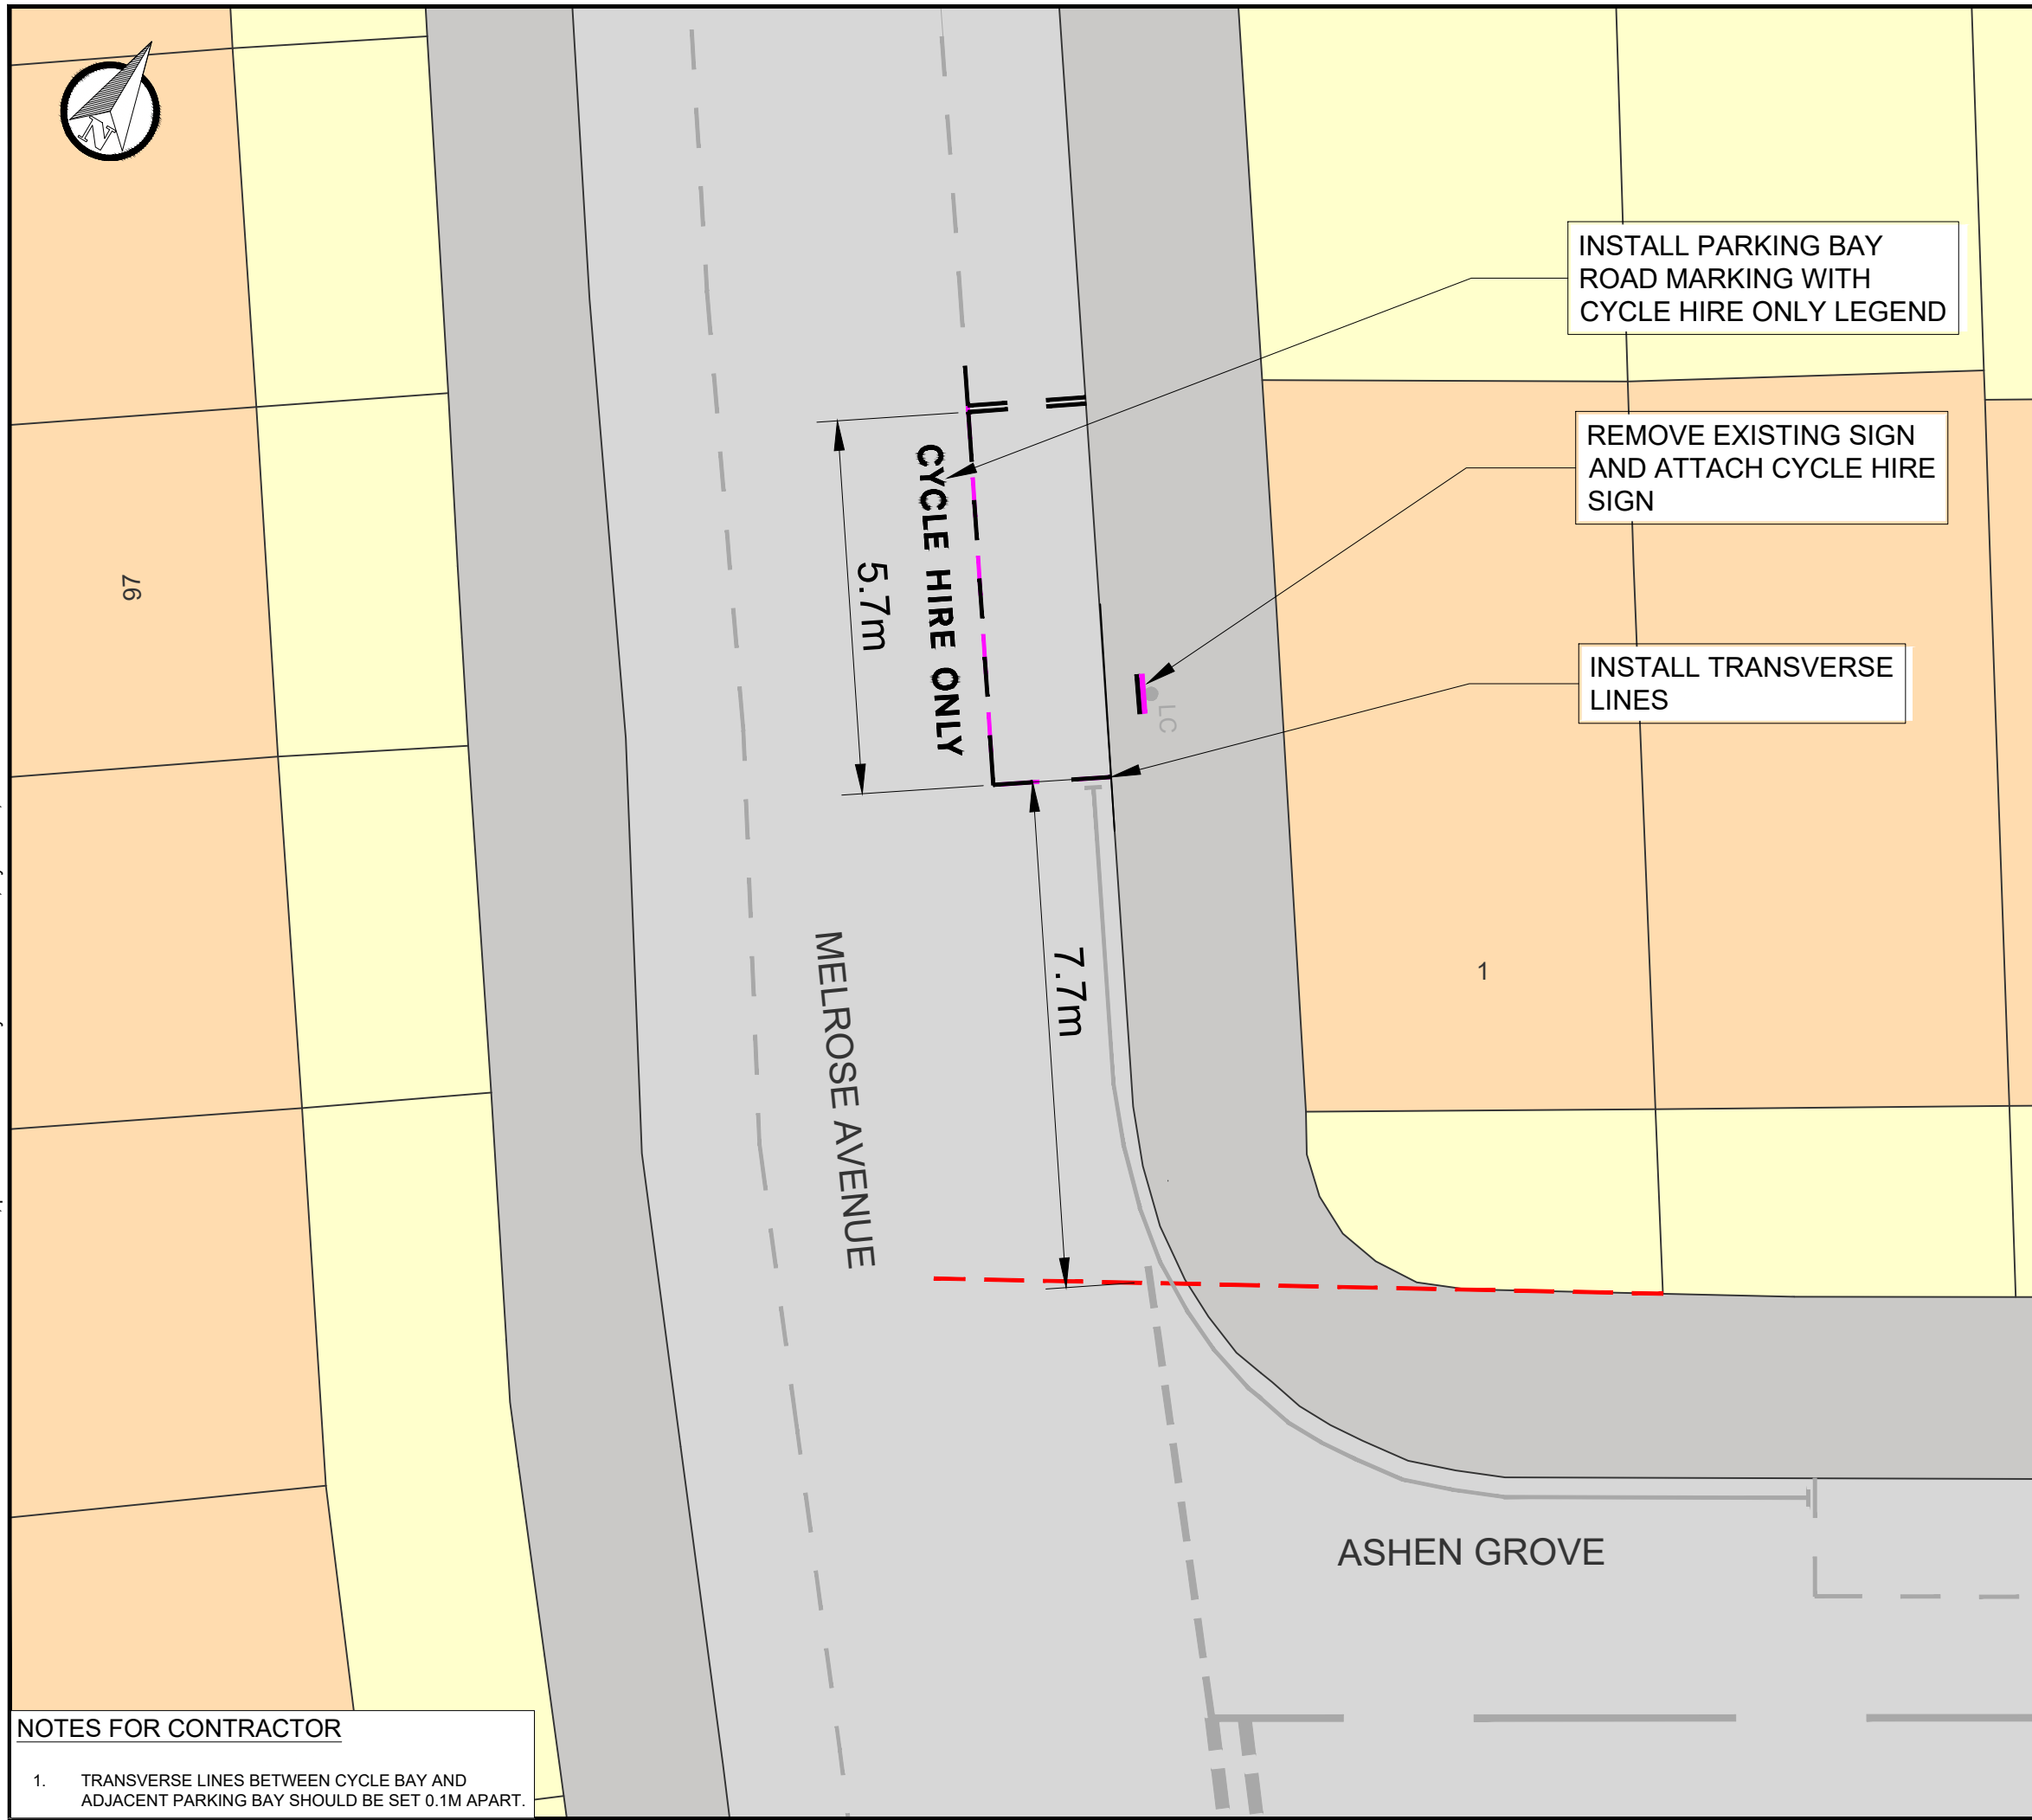 N
INSTALL PARKING BAY
ROAD MARKING WITH
CYCLE HIRE ONLY LEGEND
REMOVE EXISTING SIGN
AND ATTACH CYCLE HIRE
SIGN
INSTALL TRANSVERSE
LINES
CYCLE HIRE ONLY
5.7m
97
LC
7.7m
1
MELROSE AVENUE
ASHEN GROVE
NOTES FOR CONTRACTOR
1. TRANSVERSE LINES BETWEEN CYCLE BAY AND
ADJACENT PARKING BAY SHOULD BE SET 0.1M APART.